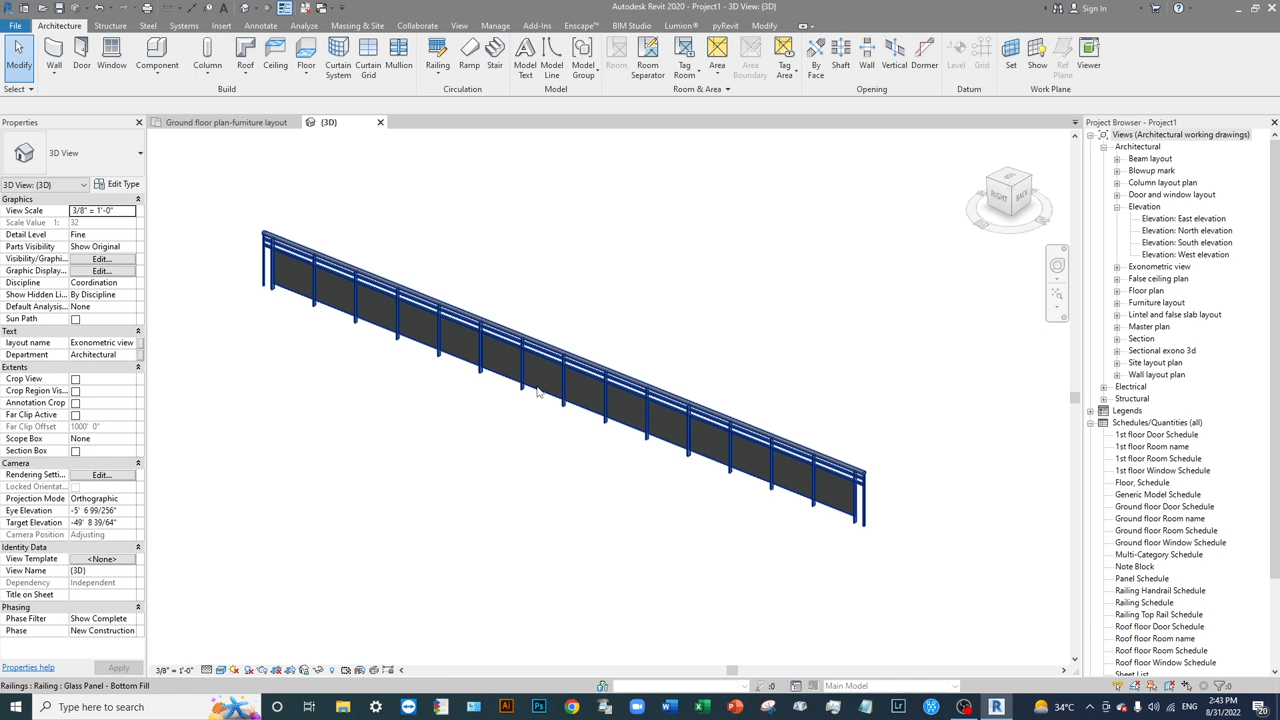 Autodesk Revit 2020 - Project1 - 3D View: {3D}
Sign In
File Architecture Structure Steel Systems Insert Annotate Analyze Massing & Site Collaborate View Manage Add-Ins Enscape™ BIM Studio Lumion® pyRevit Modify
Modify Wall Door Window Component Column Roof Ceiling Floor Curtain System Curtain Grid Mullion Railing Ramp Stair Model Text Model Line Model Group Room Room Separator Tag Room Area Area Boundary Tag Area By Face Shaft Wall Vertical Dormer Level Grid Set Show Ref Plane Viewer
Select Build Circulation Model Room & Area Opening Datum Work Plane
Properties
Ground floor plan-furniture layout
{3D}
Project Browser - Project1
3D View
3D View: {3D} Edit Type
Graphics
View Scale 3/8" = 1'-0"
Scale Value 1: 32
Detail Level Fine
Parts Visibility Show Original
Visibility/Graphi... Edit...
Graphic Display... Edit...
Discipline Coordination
Show Hidden Li... By Discipline
Default Analysis... None
Sun Path
Text
layout name Exonometric view
Department Architectural
Extents
Crop View
Crop Region Vis...
Annotation Crop
Far Clip Active
Far Clip Offset 1000' 0"
Scope Box None
Section Box
Camera
Rendering Setti... Edit...
Locked Orientat...
Projection Mode Orthographic
Eye Elevation -5' 6 99/256"
Target Elevation -49' 8 39/64"
Camera Position Adjusting
Identity Data
View Template <None>
View Name {3D}
Dependency Independent
Title on Sheet
Phasing
Phase Filter Show Complete
Phase New Construction
Properties help Apply
RIGHT BACK
Views (Architectural working drawings)
Architectural
Beam layout
Blowup mark
Column layout plan
Door and window layout
Elevation
Elevation: East elevation
Elevation: North elevation
Elevation: South elevation
Elevation: West elevation
Exonometric view
False ceiling plan
Floor plan
Furniture layout
Lintel and false slab layout
Master plan
Section
Sectional exono 3d
Site layout plan
Wall layout plan
Electrical
Structural
Legends
Schedules/Quantities (all)
1st floor Door Schedule
1st floor Room name
1st floor Room Schedule
1st floor Window Schedule
Floor, Schedule
Generic Model Schedule
Ground floor Door Schedule
Ground floor Room name
Ground floor Room Schedule
Ground floor Window Schedule
Multi-Category Schedule
Note Block
Panel Schedule
Railing Handrail Schedule
Railing Schedule
Railing Top Rail Schedule
Roof floor Door Schedule
Roof floor Room name
Roof floor Room Schedule
Roof floor Window Schedule
Sheet List
3/8" = 1'-0"
Railings : Railing : Glass Panel - Bottom Fill
:0 Main Model :0
Type here to search
34°C ENG 2:43 PM
8/31/2022